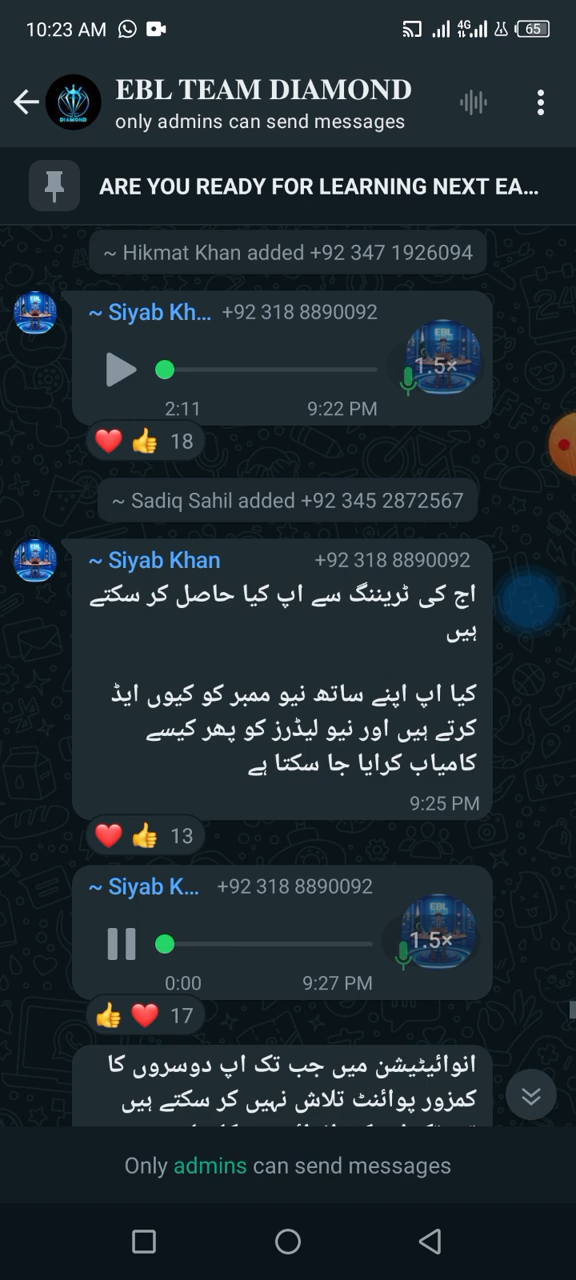 10:23 AM
4G
65
EBL TEAM DIAMOND
only admins can send messages
DIAMOND
ARE YOU READY FOR LEARNING NEXT EA...
~ Hikmat Khan added +92 347 1926094
~ Siyab Kh... +92 318 8890092
EBL
1.5×
2:11 9:22 PM
❤️ 👍 18
~ Sadiq Sahil added +92 345 2872567
~ Siyab Khan +92 318 8890092
اج کی ٹریننگ سے اپ کیا حاصل کر سکتے
ہیں
کیا اپ اپنے ساتھ نیو ممبر کو کیوں ایڈ
کرتے ہیں اور نیو لیڈرز کو پھر کیسے
کامیاب کرایا جا سکتا ہے
9:25 PM
❤️ 👍 13
~ Siyab K... +92 318 8890092
EBL
1.5×
0:00 9:27 PM
👍 ❤️ 17
انوائیٹیشن میں جب تک اپ دوسروں کا
کمزور پوائنٹ تلاش نہیں کر سکتے ہیں
Only admins can send messages